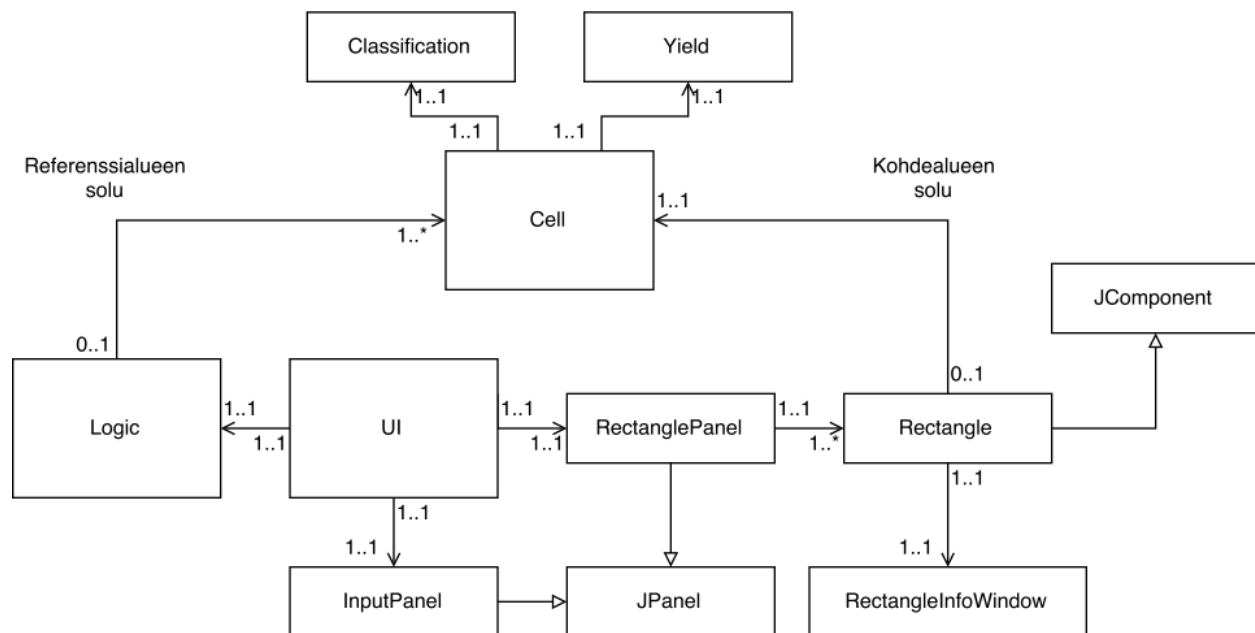 Classification
Yield
1..1
1..1
1..1
1..1
Referenssialueen
solu
Kohdealueen
solu
1..1
Cell
1..*
JComponent
0..1
0..1
1..1
1..1
1..1
Logic
UI
RectanglePanel
Rectangle
1..1
1..1
1..*
1..1
1..1
1..1
1..1
InputPanel
JPanel
RectangleInfoWindow